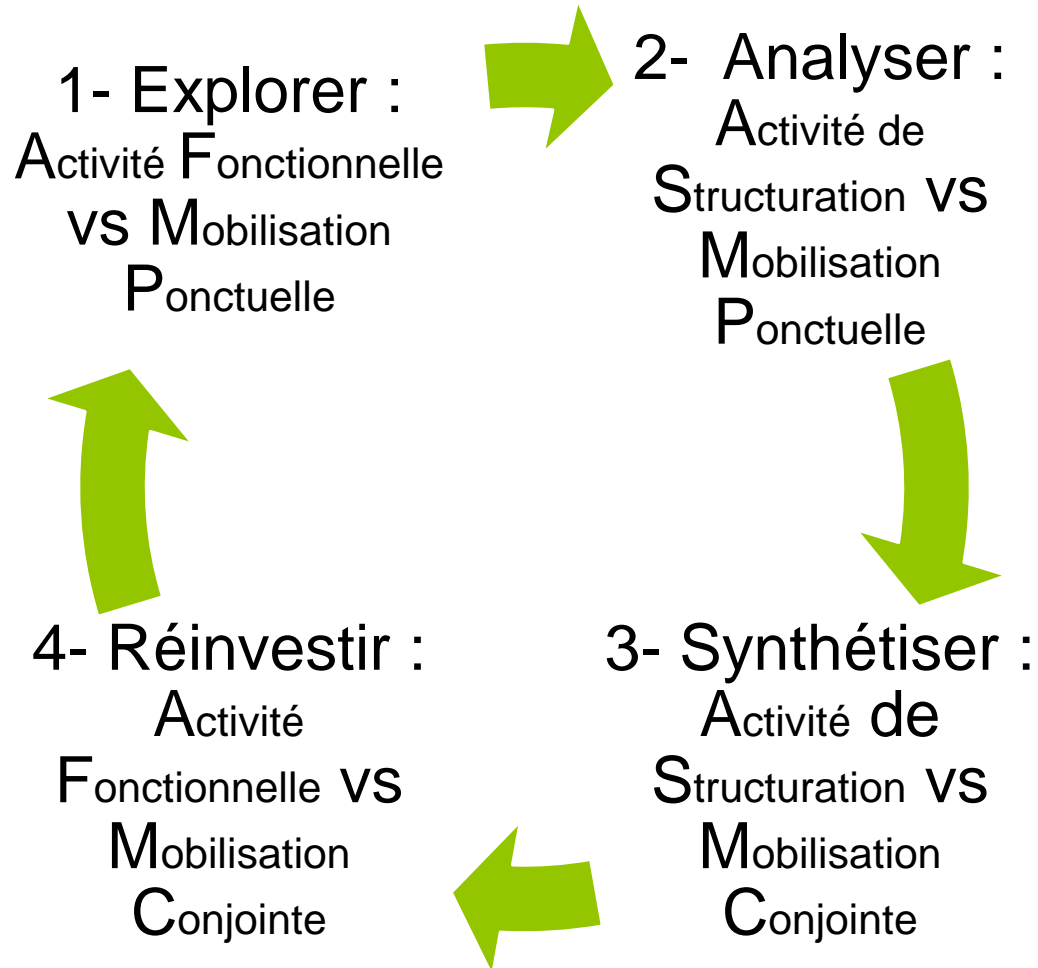 1- Explorer :
Activité Fonctionnelle
vs Mobilisation
Ponctuelle
2- Analyser :
Activité de
Structuration vs
Mobilisation
Ponctuelle
3- Synthétiser :
Activité de
Structuration vs
Mobilisation
Conjointe
4- Réinvestir :
Activité
Fonctionnelle vs
Mobilisation
Conjointe